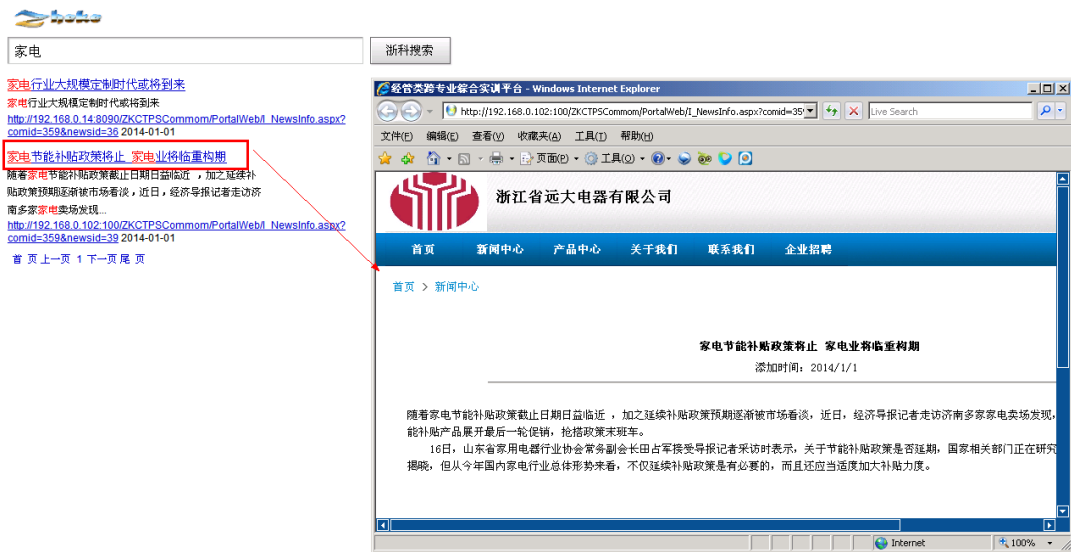 zheke
家电
浙科搜索
家电行业大规模定制时代或将到来
家电行业大规模定制时代或将到来
http://192.168.0.14:8090/ZKCTPSCommom/PortalWeb/I_NewsInfo.aspx?
comid=359&newsid=36 2014-01-01
家电节能补贴政策将止 家电业将临重构期
随着家电节能补贴政策截止日期日益临近 ，加之延续补
贴政策预期逐渐被市场看淡，近日，经济导报记者走访济
南多家家电卖场发现...
http://192.168.0.102:100/ZKCTPSCommom/PortalWeb/I_NewsInfo.aspx?
comid=359&newsid=39 2014-01-01
首 页 上一页 1 下一页 尾 页
经管类跨专业综合实训平台 - Windows Internet Explorer
http://192.168.0.102:100/ZKCTPSCommom/PortalWeb/I_NewsInfo.aspx?comid=35
Live Search
文件(F) 编辑(E) 查看(V) 收藏夹(A) 工具(T) 帮助(H)
页面(P) 工具(O)
浙江省远大电器有限公司
首页 新闻中心 产品中心 关于我们 联系我们 企业招聘
首页 > 新闻中心
家电节能补贴政策将止 家电业将临重构期
添加时间：2014/1/1
随着家电节能补贴政策截止日期日益临近 ，加之延续补贴政策预期逐渐被市场看淡，近日，经济导报记者走访济南多家家电卖场发现，
能补贴产品展开最后一轮促销，抢搭政策末班车。
16日，山东省家用电器行业协会常务副会长田占军接受导报记者采访时表示，关于节能补贴政策是否延期，国家相关部门正在研究
揭晓，但从今年国内家电行业总体形势来看，不仅延续补贴政策是有必要的，而且还应当适度加大补贴力度。
Internet
100%